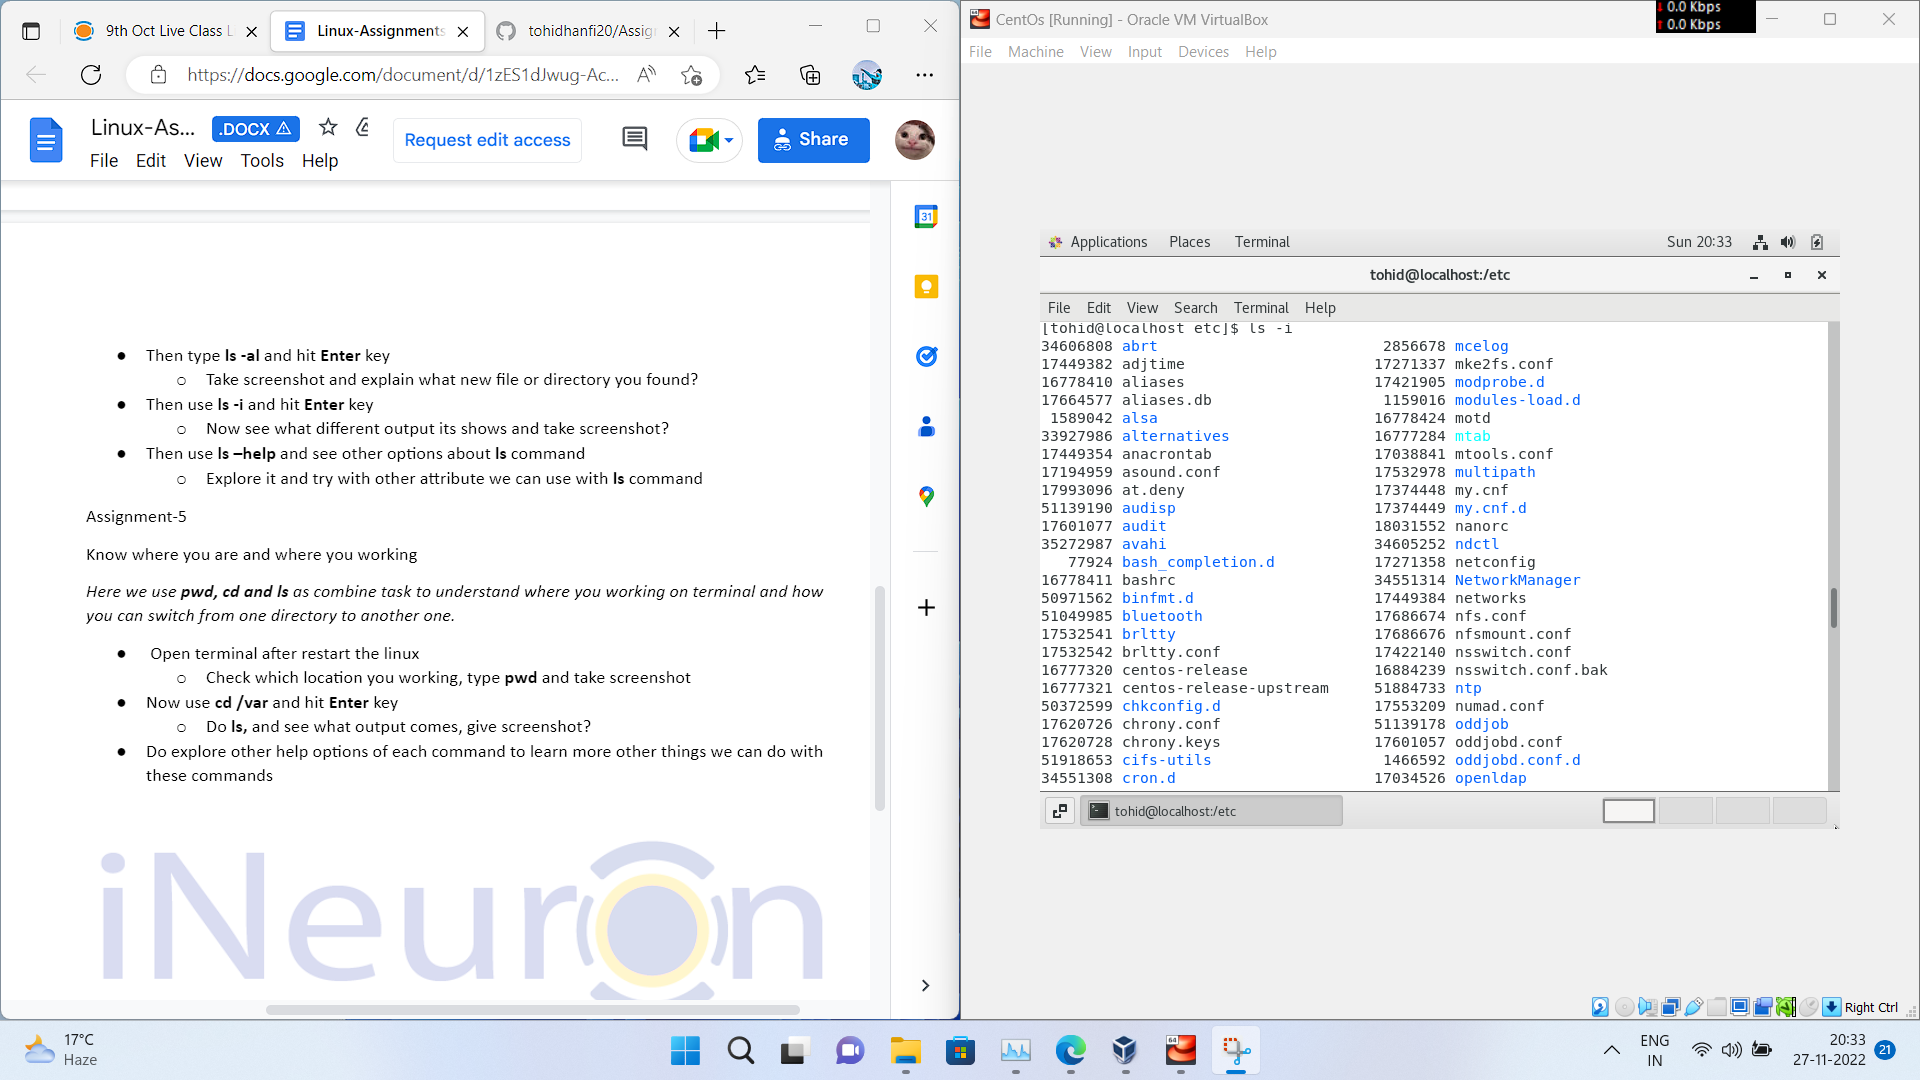 9th Oct Live Class L
Linux-Assignments
tohidhanfi20/Assig
https://docs.google.com/document/d/1zES1dJwug-Ac...
Linux-As...
.DOCX
Request edit access
Share
File Edit View Tools Help
31
Then type ls -al and hit Enter key
Take screenshot and explain what new file or directory you found?
Then use ls -i and hit Enter key
Now see what different output its shows and take screenshot?
Then use ls –help and see other options about ls command
Explore it and try with other attribute we can use with ls command
Assignment-5
Know where you are and where you working
Here we use pwd, cd and ls as combine task to understand where you working on terminal and how
you can switch from one directory to another one.
Open terminal after restart the linux
Check which location you working, type pwd and take screenshot
Now use cd /var and hit Enter key
Do ls, and see what output comes, give screenshot?
Do explore other help options of each command to learn more other things we can do with
these commands
iNeuron
CentOs [Running] - Oracle VM VirtualBox
0.0 Kbps
0.0 Kbps
File Machine View Input Devices Help
Applications Places Terminal Sun 20:33
tohid@localhost:/etc
File Edit View Search Terminal Help
[tohid@localhost etc]$ ls -i
34606808 abrt 2856678 mcelog
17449382 adjtime 17271337 mke2fs.conf
16778410 aliases 17421905 modprobe.d
17664577 aliases.db 1159016 modules-load.d
1589042 alsa 16778424 motd
33927986 alternatives 16777284 mtab
17449354 anacrontab 17038841 mtools.conf
17194959 asound.conf 17532978 multipath
17993096 at.deny 17374448 my.cnf
51139190 audisp 17374449 my.cnf.d
17601077 audit 18031552 nanorc
35272987 avahi 34605252 ndctl
77924 bash_completion.d 17271358 netconfig
16778411 bashrc 34551314 NetworkManager
50971562 binfmt.d 17449384 networks
51049985 bluetooth 17686674 nfs.conf
17532541 brltty 17686676 nfsmount.conf
17532542 brltty.conf 17422140 nsswitch.conf
16777320 centos-release 16884239 nsswitch.conf.bak
16777321 centos-release-upstream 51884733 ntp
50372599 chkconfig.d 17553209 numad.conf
17620726 chrony.conf 51139178 oddjob
17620728 chrony.keys 17601057 oddjobd.conf
51918653 cifs-utils 1466592 oddjobd.conf.d
34551308 cron.d 17034526 openldap
tohid@localhost:/etc
Right Ctrl
17°C
Haze
64
ENG
IN
20:33
27-11-2022
21